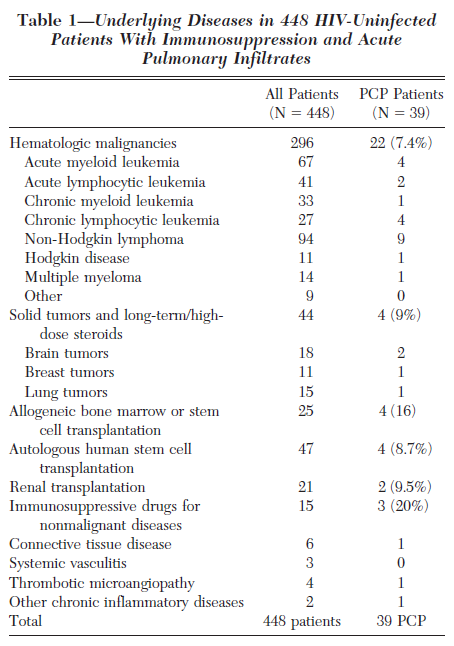 Table 1—Underlying Diseases in 448 HIV-Uninfected
Patients With Immunosuppression and Acute
Pulmonary Infiltrates
All Patients PCP Patients
(N = 448) (N = 39)
Hematologic malignancies 296 22 (7.4%)
Acute myeloid leukemia 67 4
Acute lymphocytic leukemia 41 2
Chronic myeloid leukemia 33 1
Chronic lymphocytic leukemia 27 4
Non-Hodgkin lymphoma 94 9
Hodgkin disease 11 1
Multiple myeloma 14 1
Other 9 0
Solid tumors and long-term/high- 44 4 (9%)
dose steroids
Brain tumors 18 2
Breast tumors 11 1
Lung tumors 15 1
Allogeneic bone marrow or stem 25 4 (16)
cell transplantation
Autologous human stem cell 47 4 (8.7%)
transplantation
Renal transplantation 21 2 (9.5%)
Immunosuppressive drugs for 15 3 (20%)
nonmalignant diseases
Connective tissue disease 6 1
Systemic vasculitis 3 0
Thrombotic microangiopathy 4 1
Other chronic inflammatory diseases 2 1
Total 448 patients 39 PCP